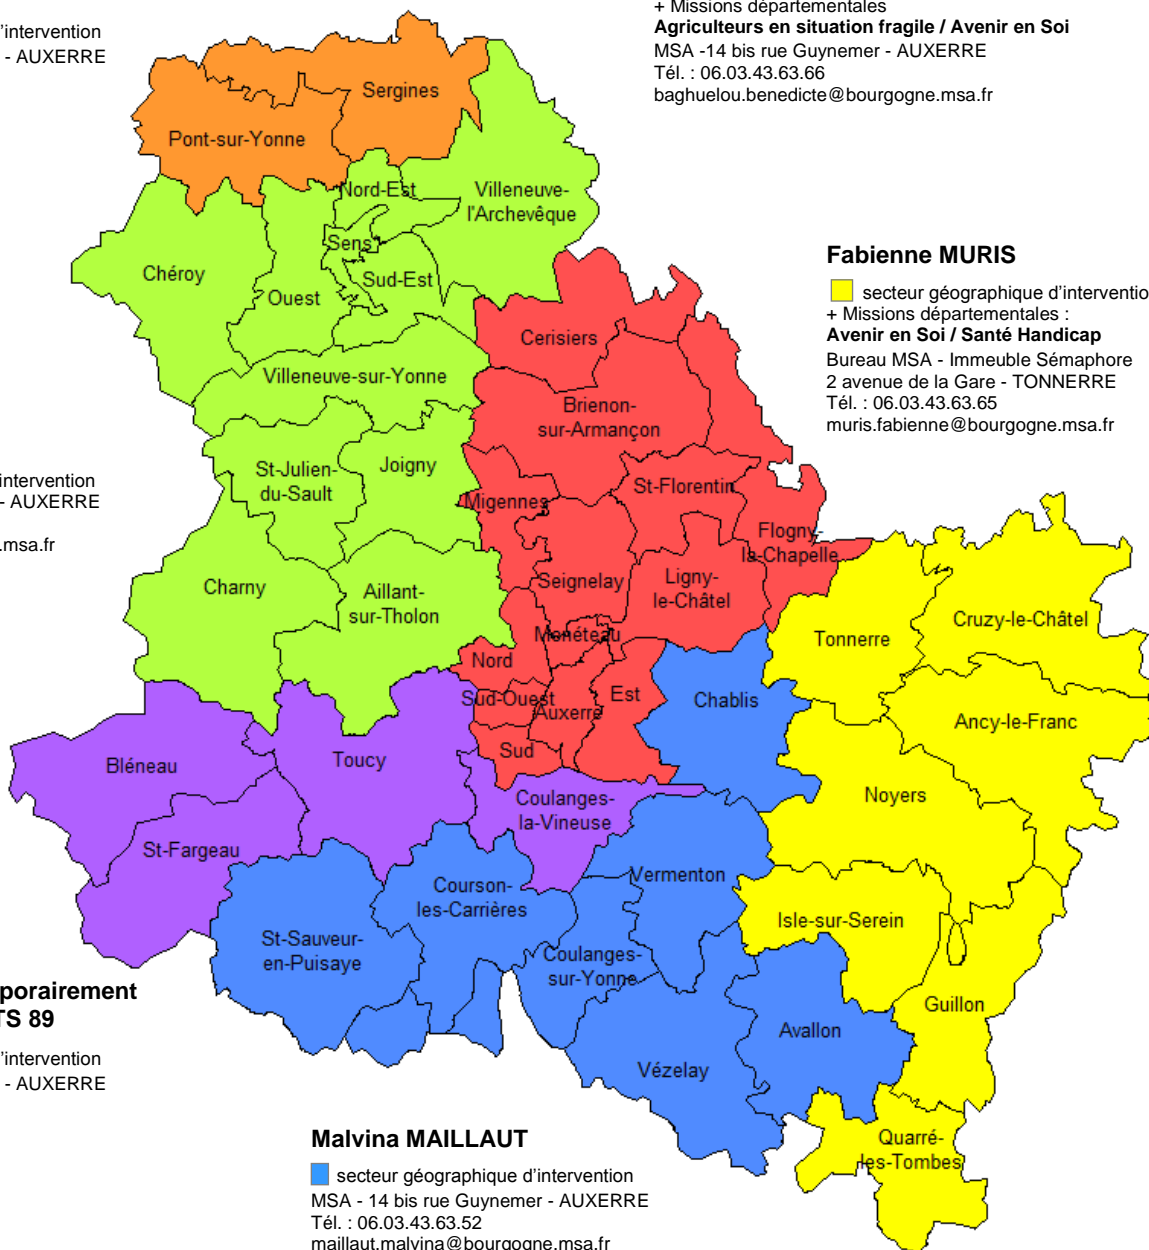 'intervention
- AUXERRE
+ Missions départementales
Agriculteurs en situation fragile / Avenir en Soi
MSA -14 bis rue Guynemer - AUXERRE
Tél. : 06.03.43.63.66
baghuelou.benedicte@bourgogne.msa.fr
Sergines
Pont-sur-Yonne
Nord-Est
Villeneuve-
l'Archevêque
Sens
Sud-Est
Chéroy
Ouest
Fabienne MURIS
secteur géographique d'interventio
+ Missions départementales :
Avenir en Soi / Santé Handicap
Bureau MSA - Immeuble Sémaphore
2 avenue de la Gare - TONNERRE
Tél. : 06.03.43.63.65
muris.fabienne@bourgogne.msa.fr
Cerisiers
Villeneuve-sur-Yonne
Brienon-
sur-Armançon
St-Julien-
du-Sault
Joigny
intervention
- AUXERRE
.msa.fr
Migennes
St-Florentin
Flogny-
la-Chapelle
Charny
Aillant-
sur-Tholon
Seignelay
Ligny-
le-Châtel
Monéteau
Tonnerre
Cruzy-le-Châtel
Nord
Sud-Ouest
Auxerre
Est
Sud
Chablis
Ancy-le-Franc
Bléneau
Toucy
Coulanges-
la-Vineuse
Noyers
St-Fargeau
Courson-
les-Carrières
Vermenton
Isle-sur-Serein
St-Sauveur-
en-Puisaye
Coulanges-
sur-Yonne
Guillon
Avallon
Vézelay
Quarré-
les-Tombes
porairement
TS 89
'intervention
- AUXERRE
Malvina MAILLAUT
secteur géographique d'intervention
MSA - 14 bis rue Guynemer - AUXERRE
Tél. : 06.03.43.63.52
maillaut.malvina@bourgogne.msa.fr